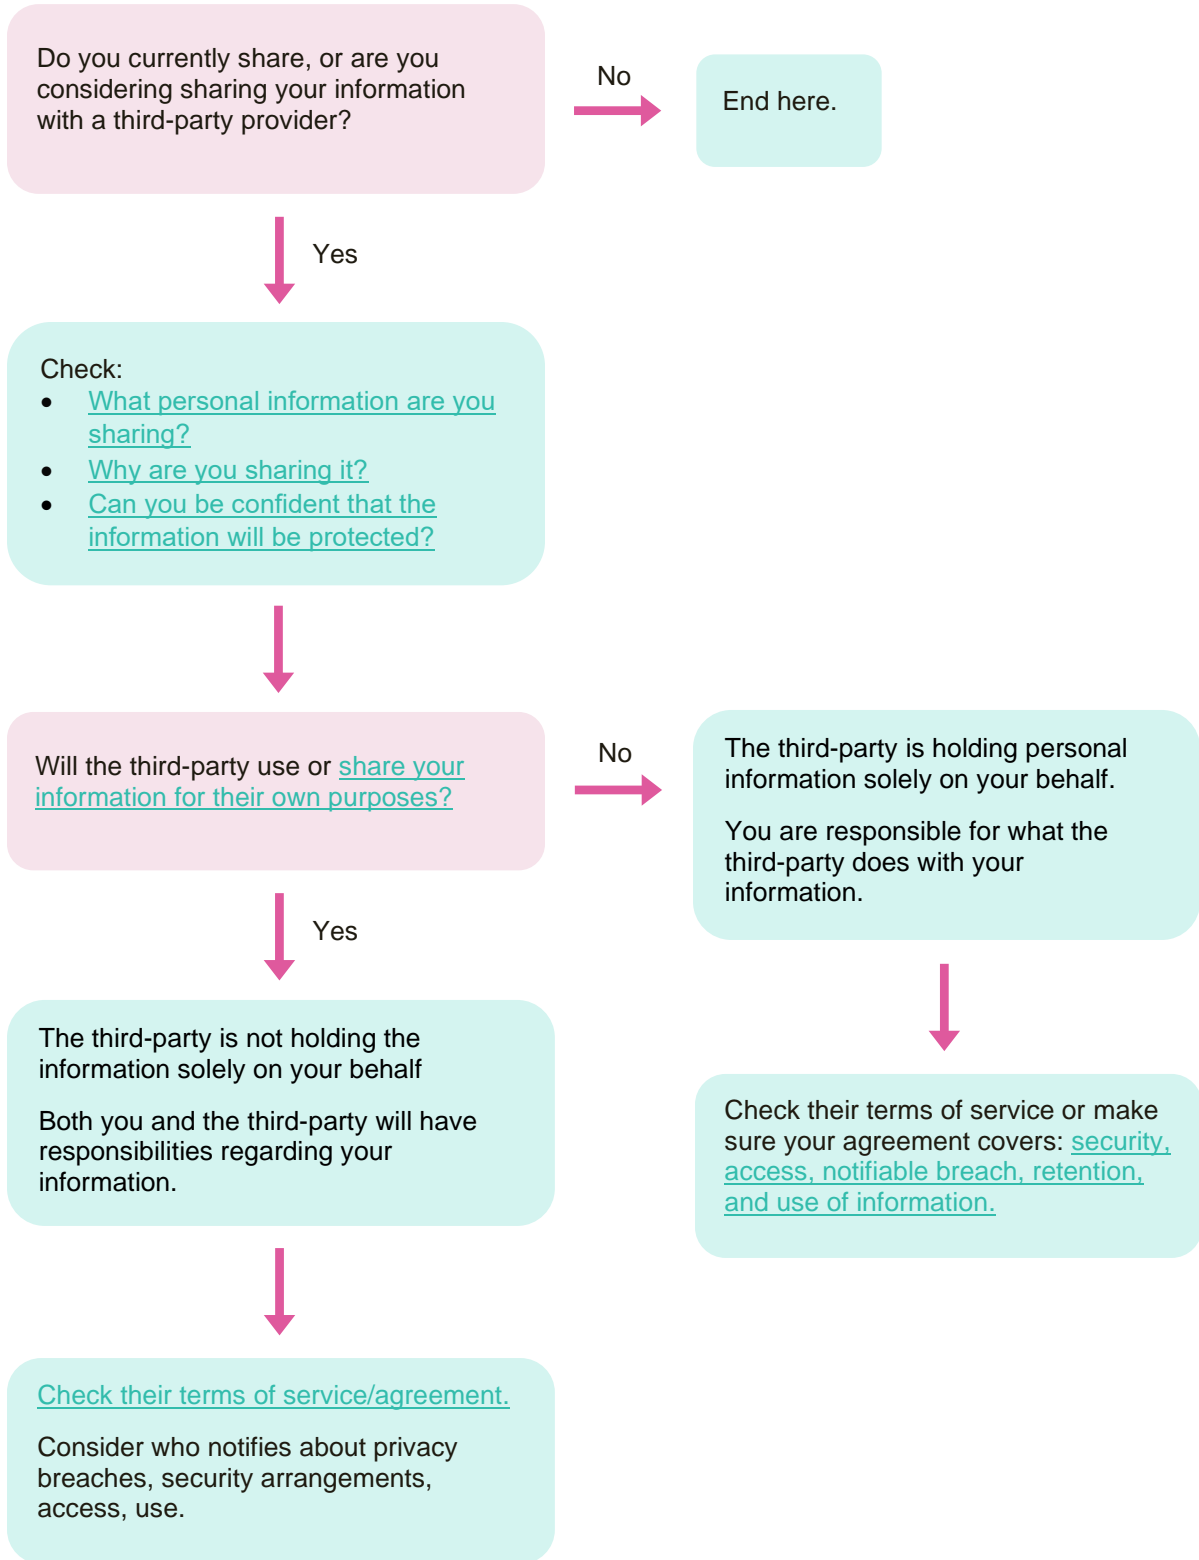 Do you currently share, or are you
considering sharing your information
with a third-party provider?
No
End here.
Yes
Check:
• What personal information are you
sharing?
• Why are you sharing it?
• Can you be confident that the
information will be protected?
Will the third-party use or share your
information for their own purposes?
No
The third-party is holding personal
information solely on your behalf.
You are responsible for what the
third-party does with your
information.
Yes
The third-party is not holding the
information solely on your behalf
Both you and the third-party will have
responsibilities regarding your
information.
Check their terms of service or make
sure your agreement covers: security,
access, notifiable breach, retention,
and use of information.
Check their terms of service/agreement.
Consider who notifies about privacy
breaches, security arrangements,
access, use.